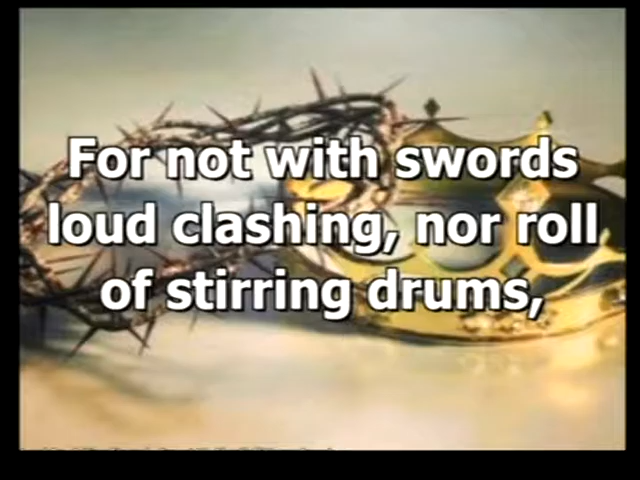 For not with swords
loud clashing, nor roll
of stirring drums,